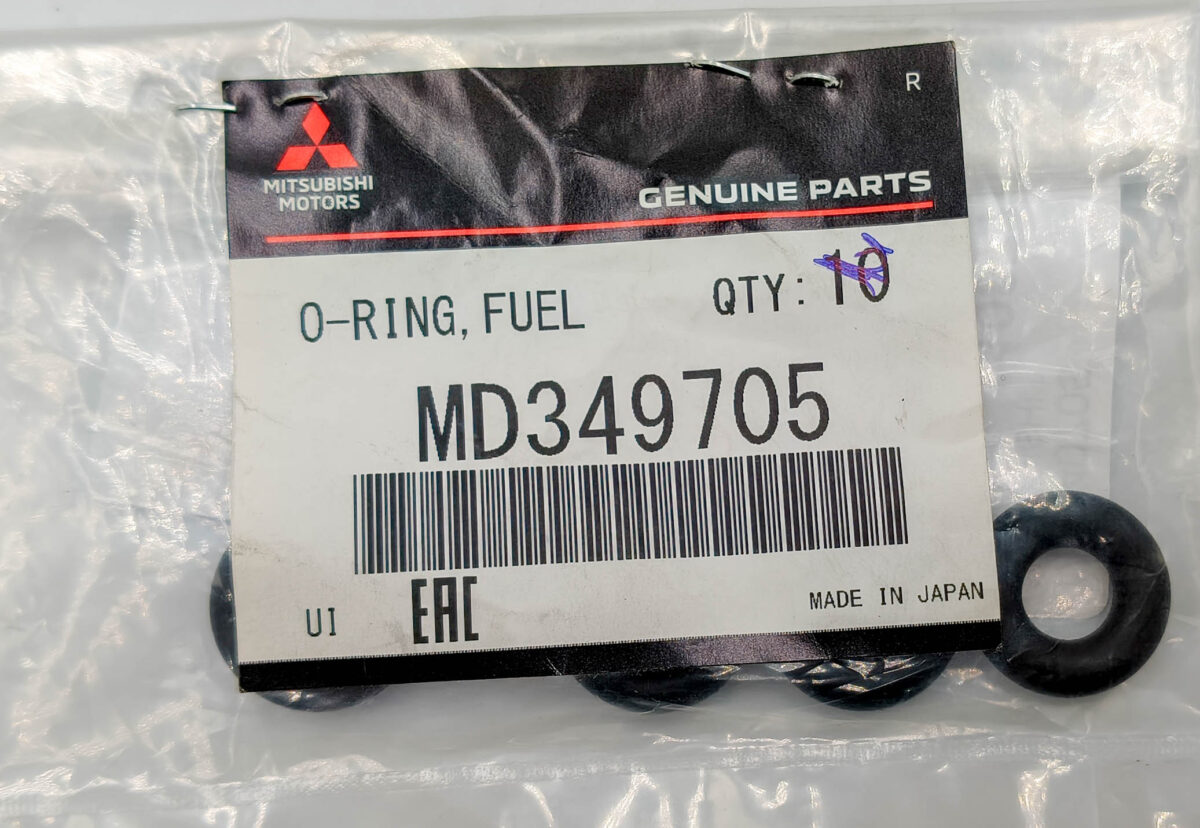 R
MITSUBISHI
MOTORS
GENUINE PARTS
O-RING, FUEL QTY: 10
MD349705
UI EAC MADE IN JAPAN